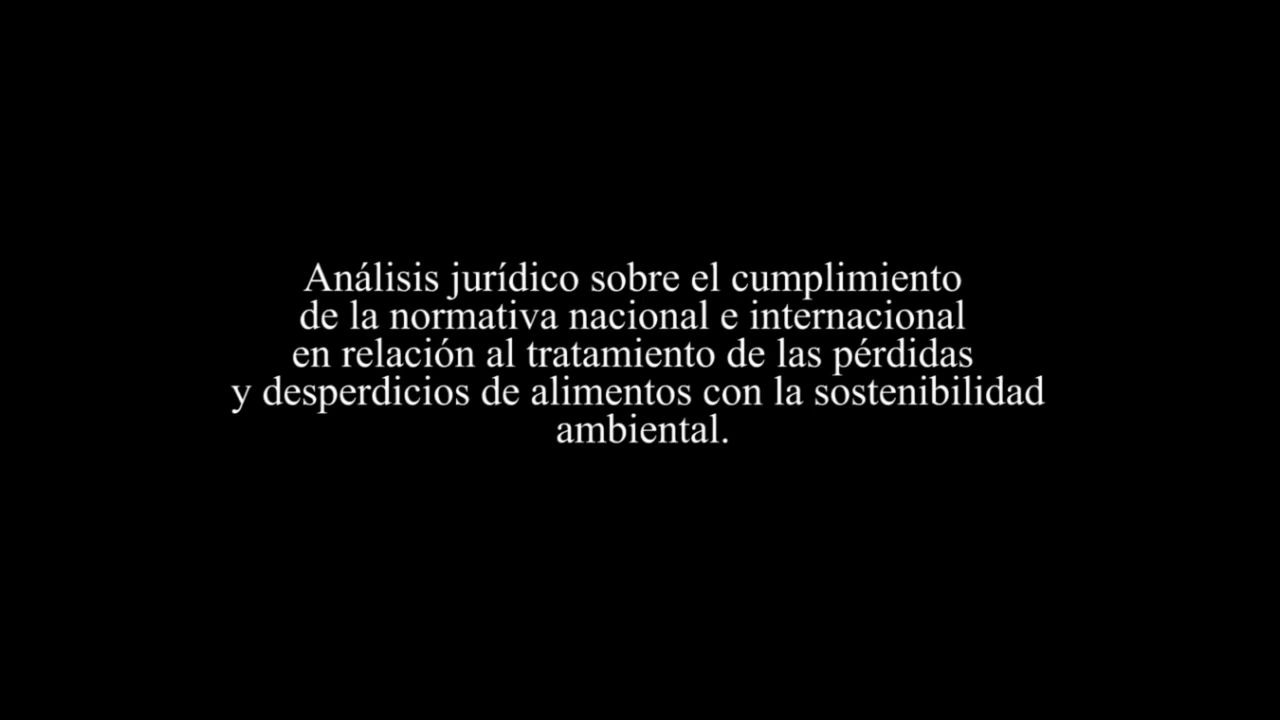 Análisis jurídico sobre el cumplimiento
de la normativa nacional e internacional
en relación al tratamiento de las pérdidas
y desperdicios de alimentos con la sostenibilidad
ambiental.